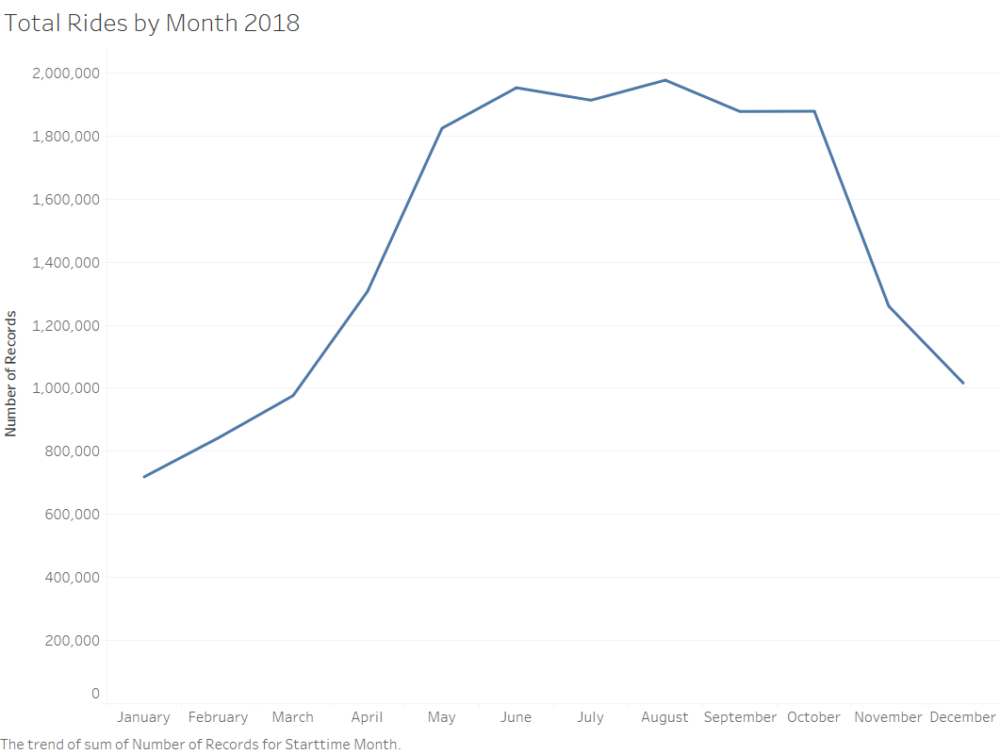 Total Rides by Month 2018
Number of Records
2,000,000
1,800,000
1,600,000
1,400,000
1,200,000
1,000,000
800,000
600,000
400,000
200,000
0
January February March April May June July August September October November December
The trend of sum of Number of Records for Starttime Month.